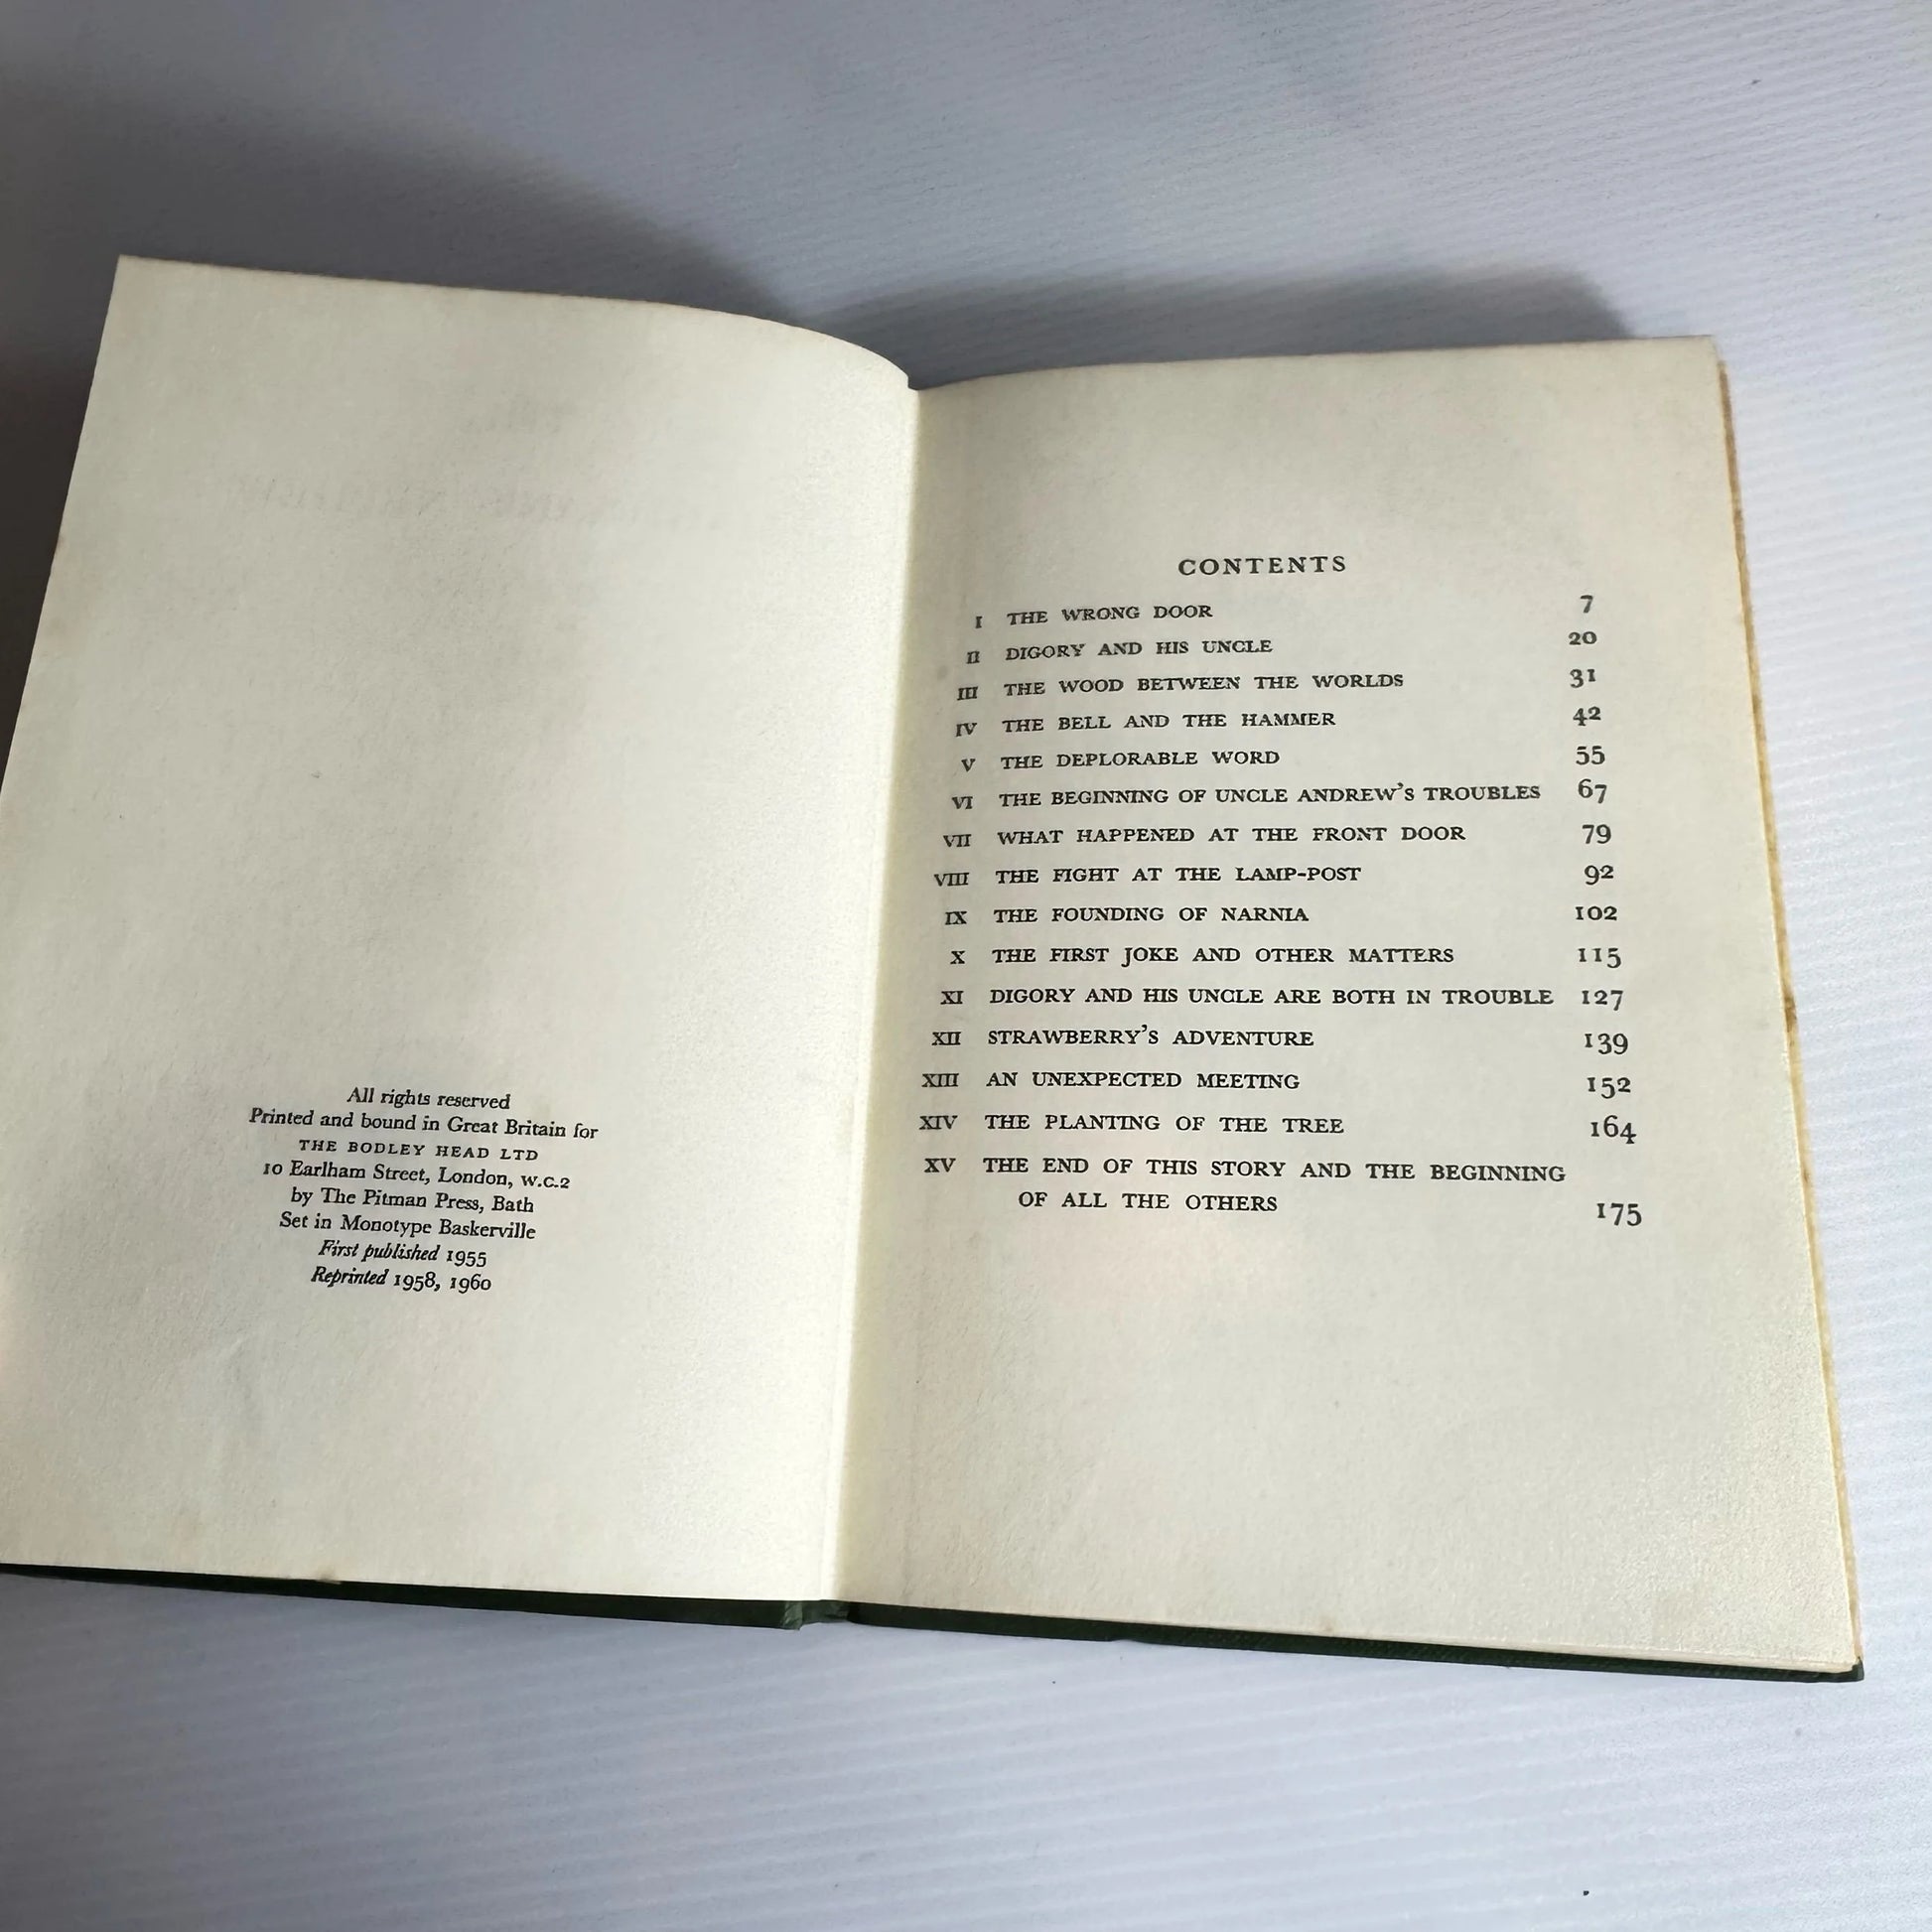 All rights reserved
Printed and bound in Great Britain for
THE BODLEY HEAD LTD
10 Earlham Street, London, W.C.2
by The Pitman Press, Bath
Set in Monotype Baskerville
First published 1955
Reprinted 1958, 1960
CONTENTS
I THE WRONG DOOR 7
II DIGORY AND HIS UNCLE 20
III THE WOOD BETWEEN THE WORLDS 31
IV THE BELL AND THE HAMMER 42
V THE DEPLORABLE WORD 55
VI THE BEGINNING OF UNCLE ANDREW'S TROUBLES 67
VII WHAT HAPPENED AT THE FRONT DOOR 79
VIII THE FIGHT AT THE LAMP-POST 92
IX THE FOUNDING OF NARNIA 102
X THE FIRST JOKE AND OTHER MATTERS 115
XI DIGORY AND HIS UNCLE ARE BOTH IN TROUBLE 127
XII STRAWBERRY'S ADVENTURE 139
XIII AN UNEXPECTED MEETING 152
XIV THE PLANTING OF THE TREE 164
XV THE END OF THIS STORY AND THE BEGINNING
OF ALL THE OTHERS 175